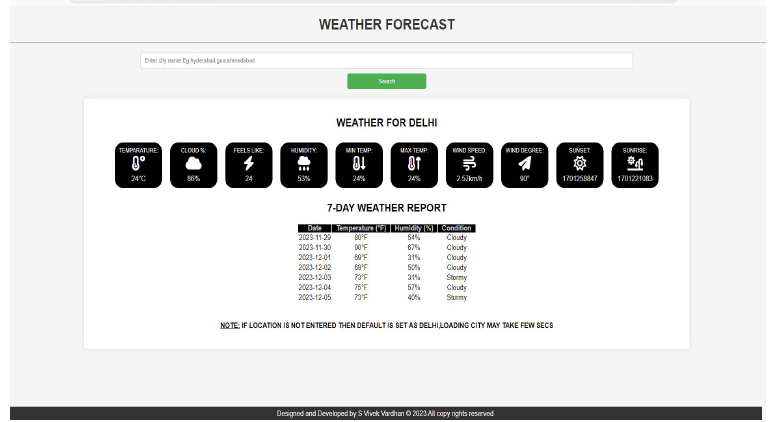 WEATHER FORECAST
Enter city name Eg:hyderabad,goa,ahmedabad
Search
WEATHER FOR DELHI
TEMPARATURE: CLOUD %: FEELS LIKE: HUMIDITY: MIN TEMP: MAX TEMP: WIND SPEED: WIND DEGREE: SUNSET: SUNRISE:
24°C 86% 24 53% 24% 24% 2.57km/h 90° 1701258847 1701221083
7-DAY WEATHER REPORT
Date Temperature (°F) Humidity (%) Condition
2023-11-29 80°F 54% Cloudy
2023-11-30 90°F 67% Cloudy
2023-12-01 69°F 31% Cloudy
2023-12-02 68°F 50% Cloudy
2023-12-03 73°F 31% Stormy
2023-12-04 75°F 57% Cloudy
2023-12-05 73°F 40% Stormy
NOTE: IF LOCATION IS NOT ENTERED THEN DEFAULT IS SET AS DELHI,LOADING CITY MAY TAKE FEW SECS
Designed and Developed by S Vivek Vardhan © 2023 All copy rights reserved